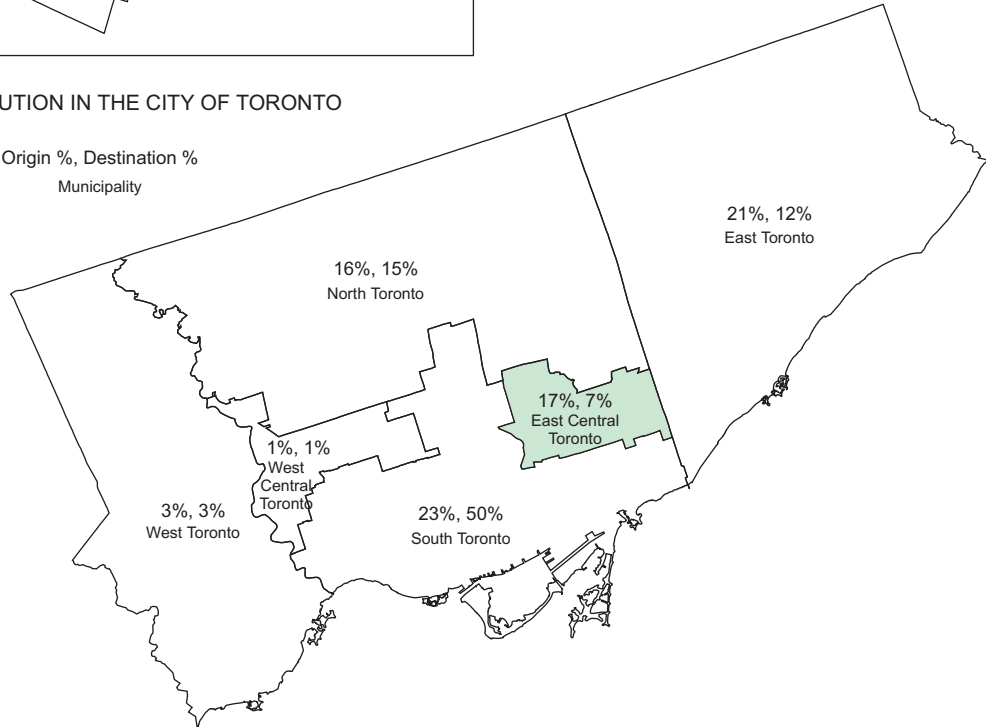 UTION IN THE CITY OF TORONTO
Origin %, Destination %
Municipality
21%, 12%
East Toronto
16%, 15%
North Toronto
17%, 7%
East Central
Toronto
1%, 1%
West
Central
Toronto
3%, 3%
West Toronto
23%, 50%
South Toronto